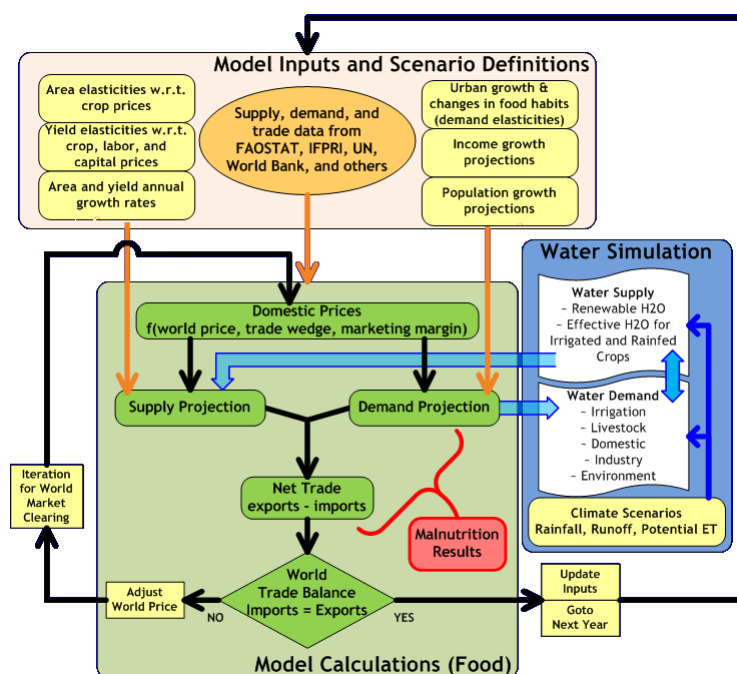 Model Inputs and Scenario Definitions
Area elasticities w.r.t.
crop prices
Yield elasticities w.r.t.
crop, labor, and
capital prices
Area and yield annual
growth rates
Supply, demand, and
trade data from
FAOSTAT, IFPRI, UN,
World Bank, and others
Urban growth &
changes in food habits
(demand elasticities)
Income growth
projections
Population growth
projections
Water Simulation
Water Supply
– Renewable H2O
– Effective H2O for
Irrigated and Rainfed
Crops
Water Demand
– Irrigation
– Livestock
– Domestic
– Industry
– Environment
Climate Scenarios
Rainfall, Runoff, Potential ET
Domestic Prices
f(world price, trade wedge, marketing margin)
Supply Projection
Demand Projection
Net Trade
exports - imports
Malnutrition
Results
Iteration
for World
Market
Clearing
World
Trade Balance
Imports = Exports
Adjust
World Price
NO
YES
Update
Inputs
Goto
Next Year
Model Calculations (Food)